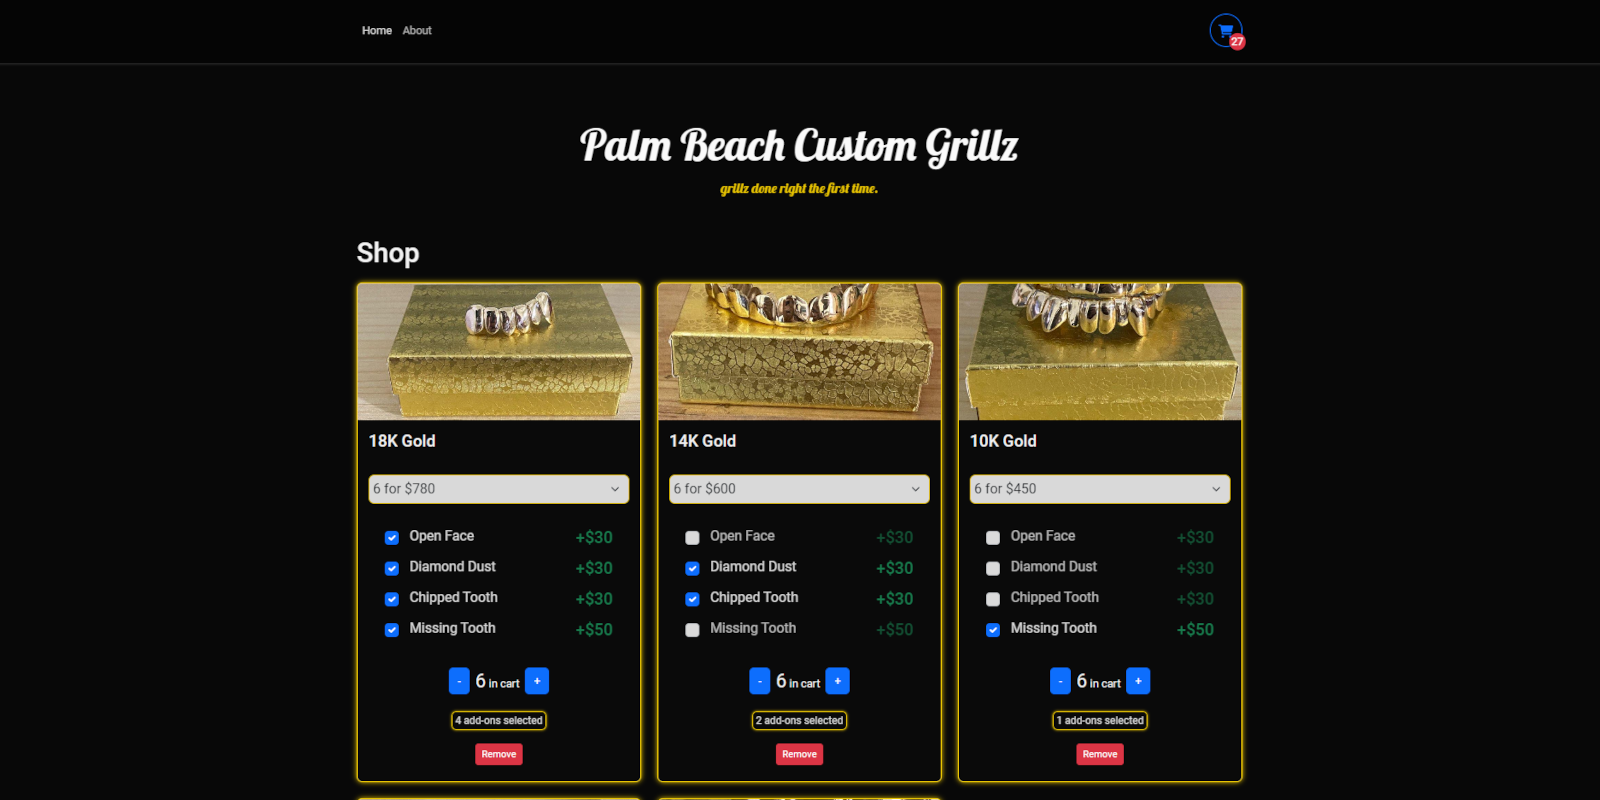 Home About
27
Palm Beach Custom Grillz
grillz done right the first time.
Shop
18K Gold
6 for $780
Open Face +$30
Diamond Dust +$30
Chipped Tooth +$30
Missing Tooth +$50
- 6 in cart +
4 add-ons selected
Remove
14K Gold
6 for $600
Open Face +$30
Diamond Dust +$30
Chipped Tooth +$30
Missing Tooth +$50
- 6 in cart +
2 add-ons selected
Remove
10K Gold
6 for $450
Open Face +$30
Diamond Dust +$30
Chipped Tooth +$30
Missing Tooth +$50
- 6 in cart +
1 add-ons selected
Remove